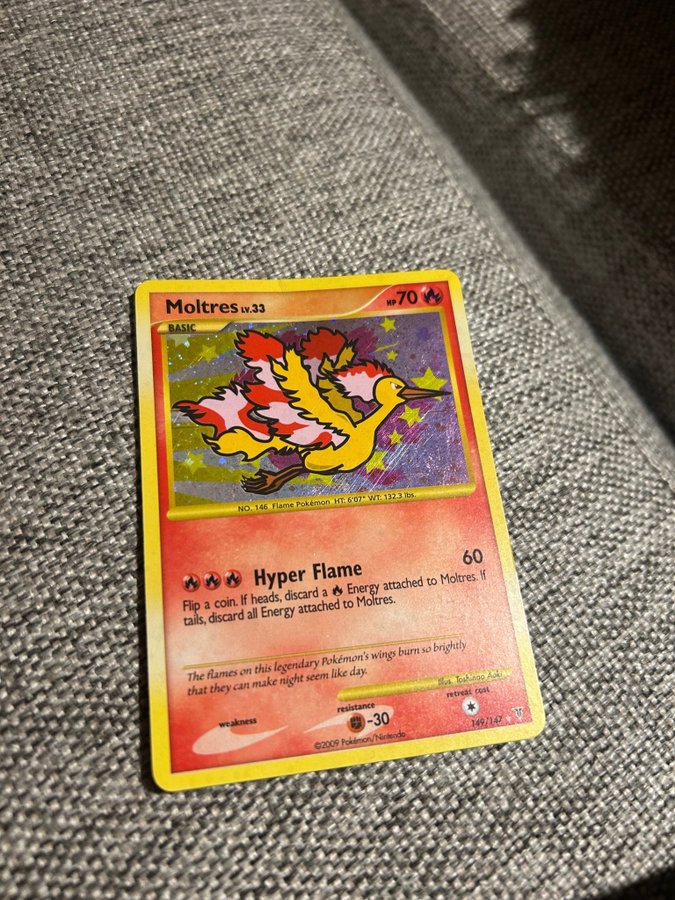 Moltres LV.33 HP 70
BASIC
NO. 146 Flame Pokémon HT: 6'07" WT: 132.3 lbs.
Hyper Flame 60
Flip a coin. If heads, discard a Energy attached to Moltres. If
tails, discard all Energy attached to Moltres.
The flames on this legendary Pokémon's wings burn so brightly
that they can make night seem like day.
Illus. Toshinao Aoki
weakness resistance retreat cost
-30
149/147
©2009 Pokémon/Nintendo